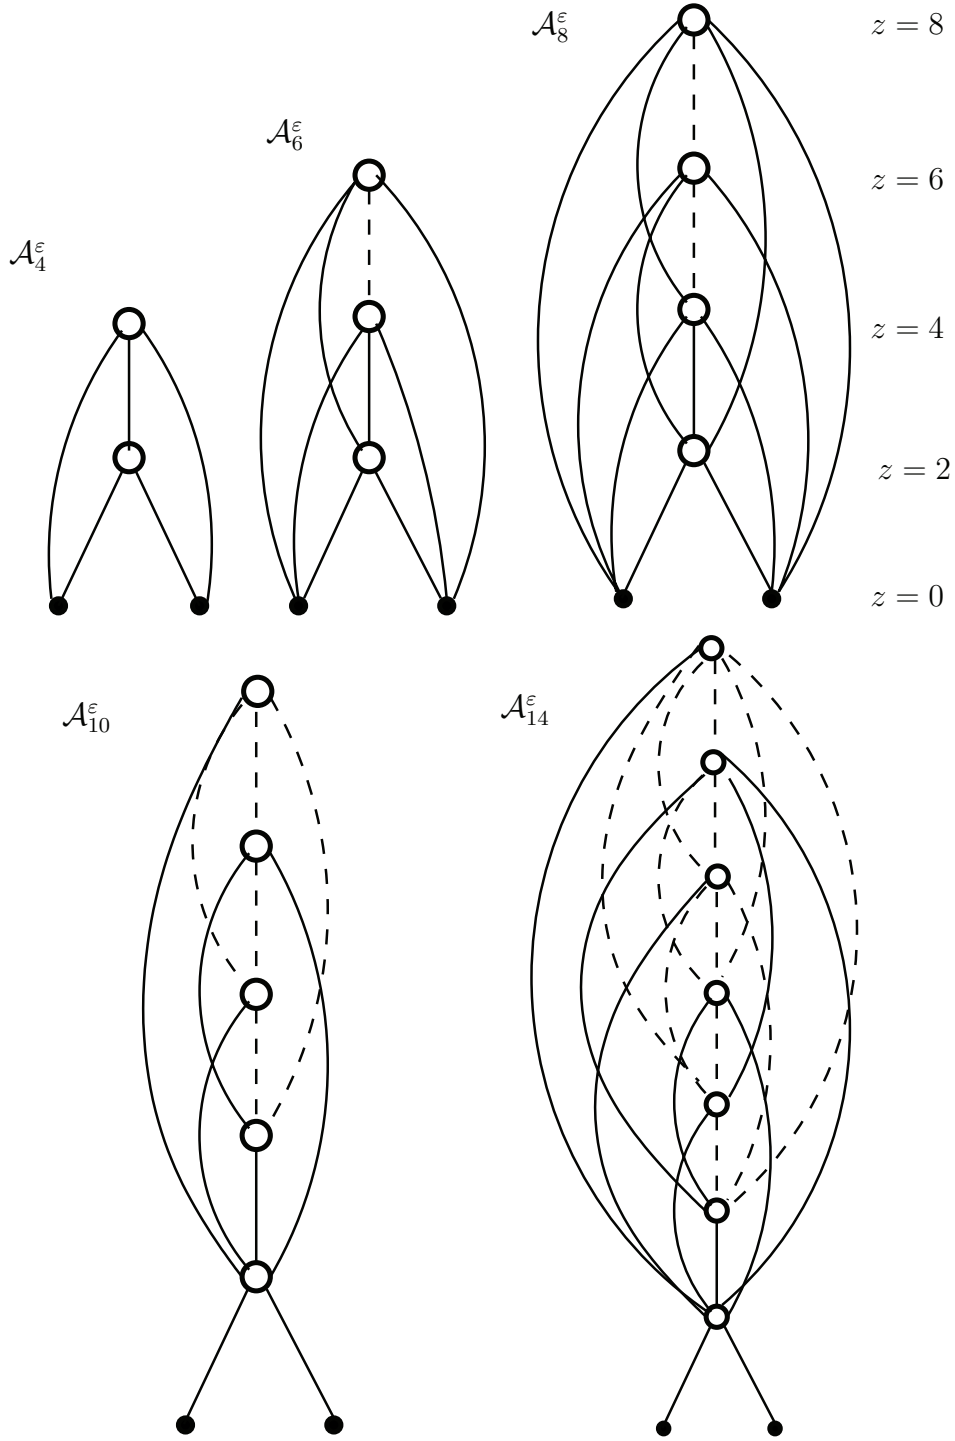 𝒜₈^ε
z = 8
𝒜₆^ε
z = 6
𝒜₄^ε
z = 4
z = 2
z = 0
𝒜₁₀^ε
𝒜₁₄^ε